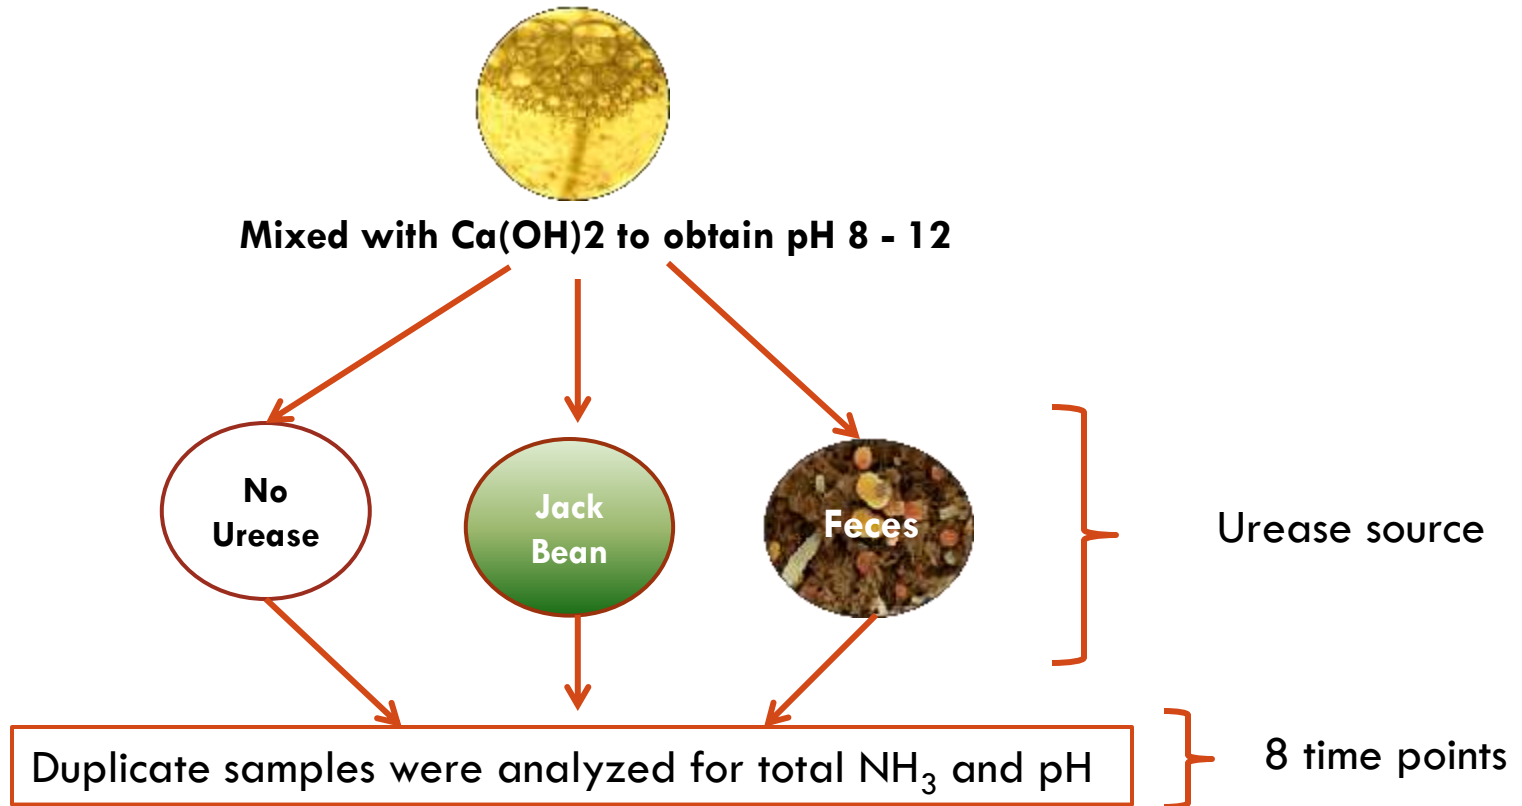 Mixed with Ca(OH)2 to obtain pH 8 - 12
No
Urease
Jack
Bean
Feces
Urease source
Duplicate samples were analyzed for total NH₃ and pH
8 time points